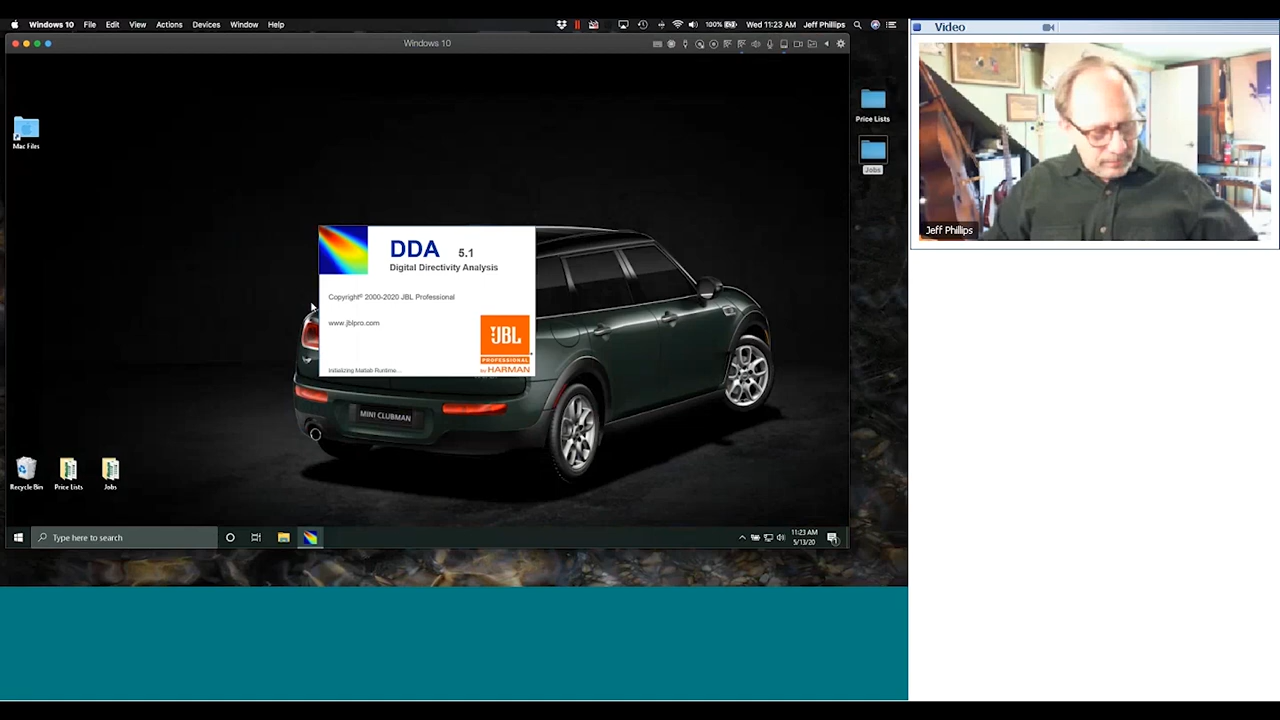 Windows 10 File Edit View Actions Devices Window Help
100% Wed 11:23 AM Jeff Phillips
Windows 10
Mac Files
Price Lists
Jobs
DDA 5.1
Digital Directivity Analysis
Copyright© 2000-2020 JBL Professional
www.jblpro.com
JBL
PROFESSIONAL
by HARMAN
Initializing Matlab Runtime...
MINI CLUBMAN
Recycle Bin
Price Lists
Jobs
Type here to search
11:23 AM
5/13/20
Video
Jeff Phillips